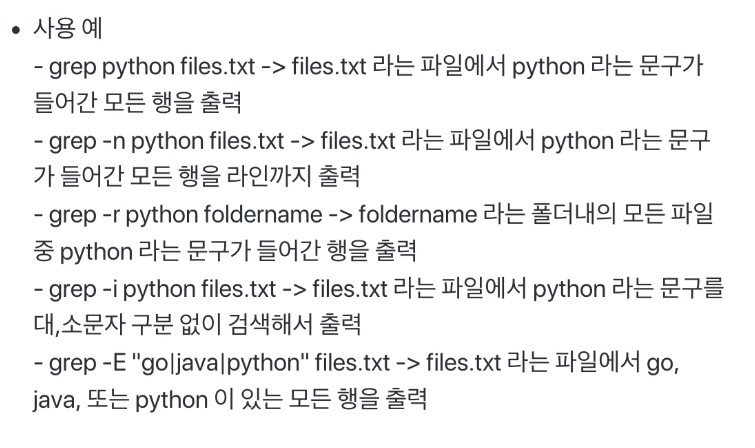 • 사용 예
- grep python files.txt -> files.txt 라는 파일에서 python 라는 문구가
들어간 모든 행을 출력
- grep -n python files.txt -> files.txt 라는 파일에서 python 라는 문구
가 들어간 모든 행을 라인까지 출력
- grep -r python foldername -> foldername 라는 폴더내의 모든 파일
중 python 라는 문구가 들어간 행을 출력
- grep -i python files.txt -> files.txt 라는 파일에서 python 라는 문구를
대,소문자 구분 없이 검색해서 출력
- grep -E "go|java|python" files.txt -> files.txt 라는 파일에서 go,
java, 또는 python 이 있는 모든 행을 출력